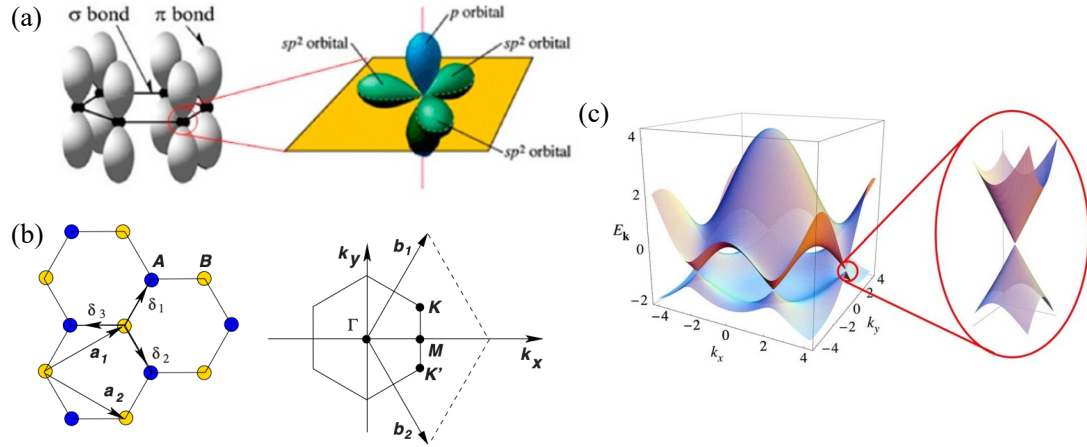 (a)
σ bond
π bond
p orbital
sp² orbital
sp² orbital
sp² orbital
(b)
A
B
δ₁
δ₂
δ₃
a₁
a₂
k_y
b₁
K
Γ
M
k_x
K'
b₂
(c)
4
2
E_k
0
-2
-4
-2
0
2
4
k_x
4
2
0
-2
-4
k_y